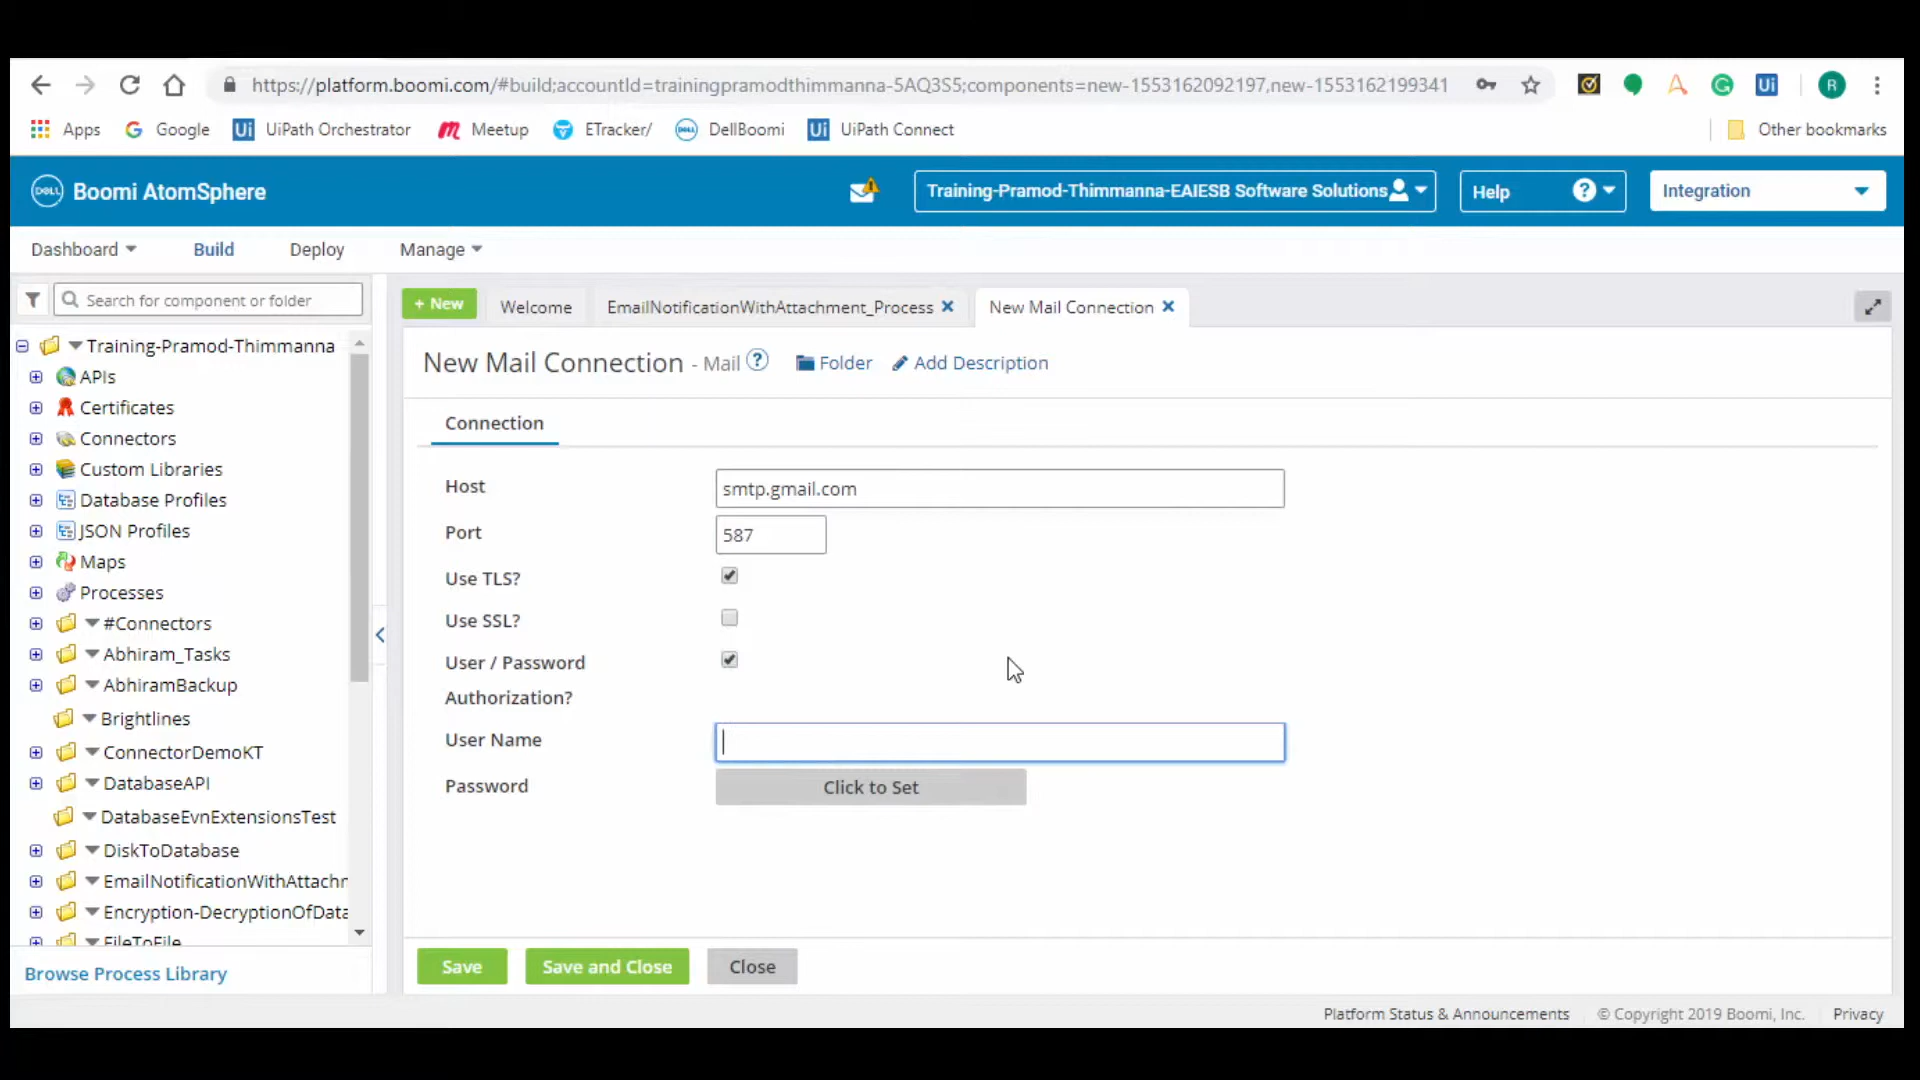 https://platform.boomi.com/#build;accountId=trainingpramodthimmanna-5AQ3S5;components=new-1553162092197,new-1553162199341
R
Apps
Google
Ui UiPath Orchestrator
Meetup
ETracker/
DELL DellBoomi
Ui UiPath Connect
Other bookmarks
DELL Boomi AtomSphere
Training-Pramod-Thimmanna-EAIESB Software Solutions
Help ?
Integration
Dashboard
Build
Deploy
Manage
Search for component or folder
+ New
Welcome
EmailNotificationWithAttachment_Process
New Mail Connection
Training-Pramod-Thimmanna
APIs
Certificates
Connectors
Custom Libraries
Database Profiles
JSON Profiles
Maps
Processes
#Connectors
Abhiram_Tasks
AbhiramBackup
Brightlines
ConnectorDemoKT
DatabaseAPI
DatabaseEvnExtensionsTest
DiskToDatabase
EmailNotificationWithAttachr
Encryption-DecryptionOfData
FileToFile
Browse Process Library
New Mail Connection - Mail ?
Folder
Add Description
Connection
Host
smtp.gmail.com
Port
587
Use TLS?
Use SSL?
User / Password
Authorization?
User Name
Password
Click to Set
Save
Save and Close
Close
Platform Status & Announcements
© Copyright 2019 Boomi, Inc.
Privacy